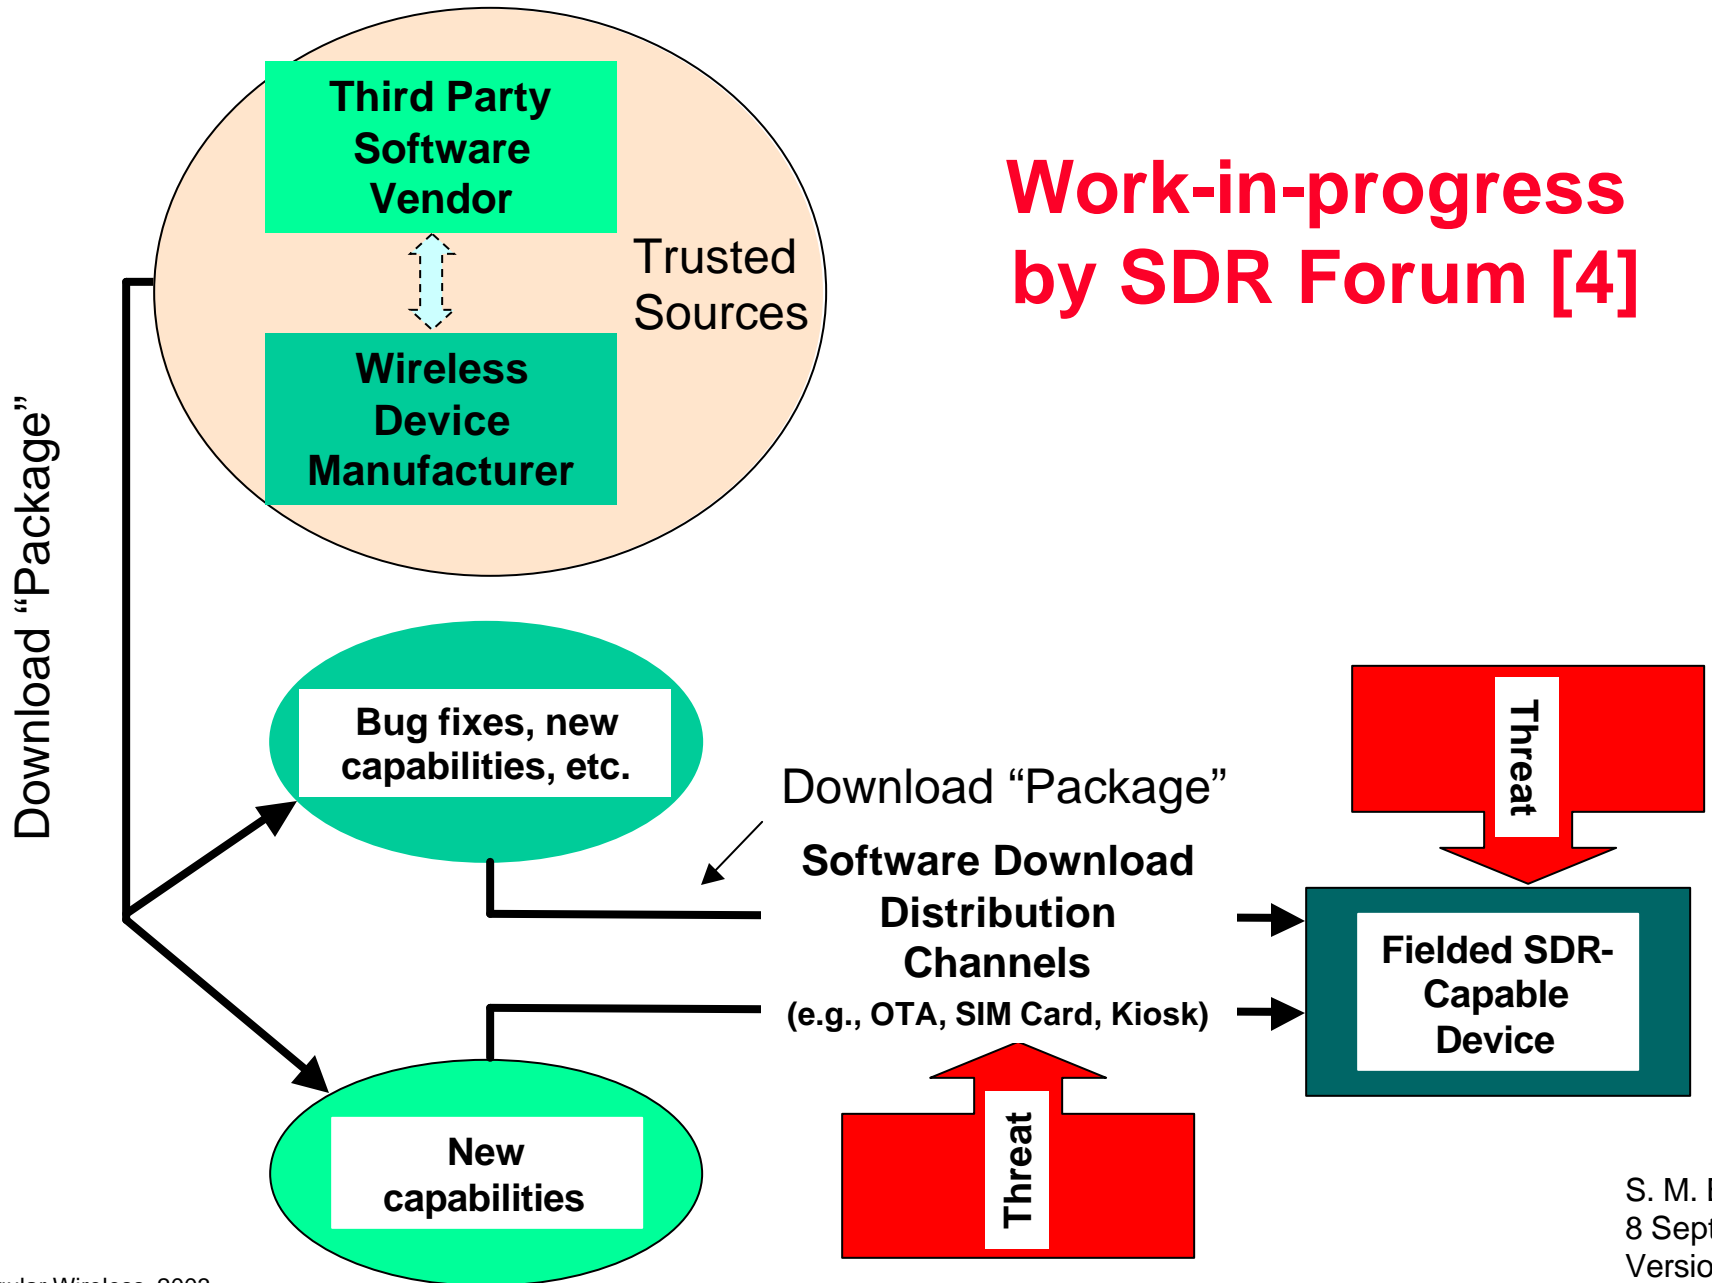 Third Party
Software
Vendor
Trusted
Sources
Wireless
Device
Manufacturer
Work-in-progress
by SDR Forum [4]
Download “Package”
Bug fixes, new
capabilities, etc.
Download “Package”
Software Download
Distribution
Channels
(e.g., OTA, SIM Card, Kiosk)
Threat
Fielded SDR-
Capable
Device
New
capabilities
Threat
S. M.
8 Sept
Versio
Wireless, 2002